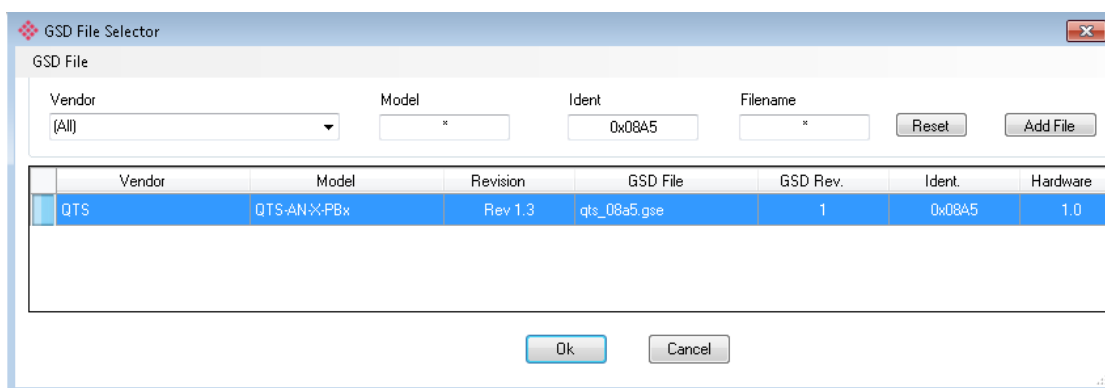 GSD File Selector
GSD File
Vendor Model Ident Filename
(All) * 0x08A5 * Reset Add File
Vendor Model Revision GSD File GSD Rev. Ident. Hardware
QTS QTS-AN-X-PBx Rev 1.3 qts_08a5.gse 1 0x08A5 1.0
Ok Cancel